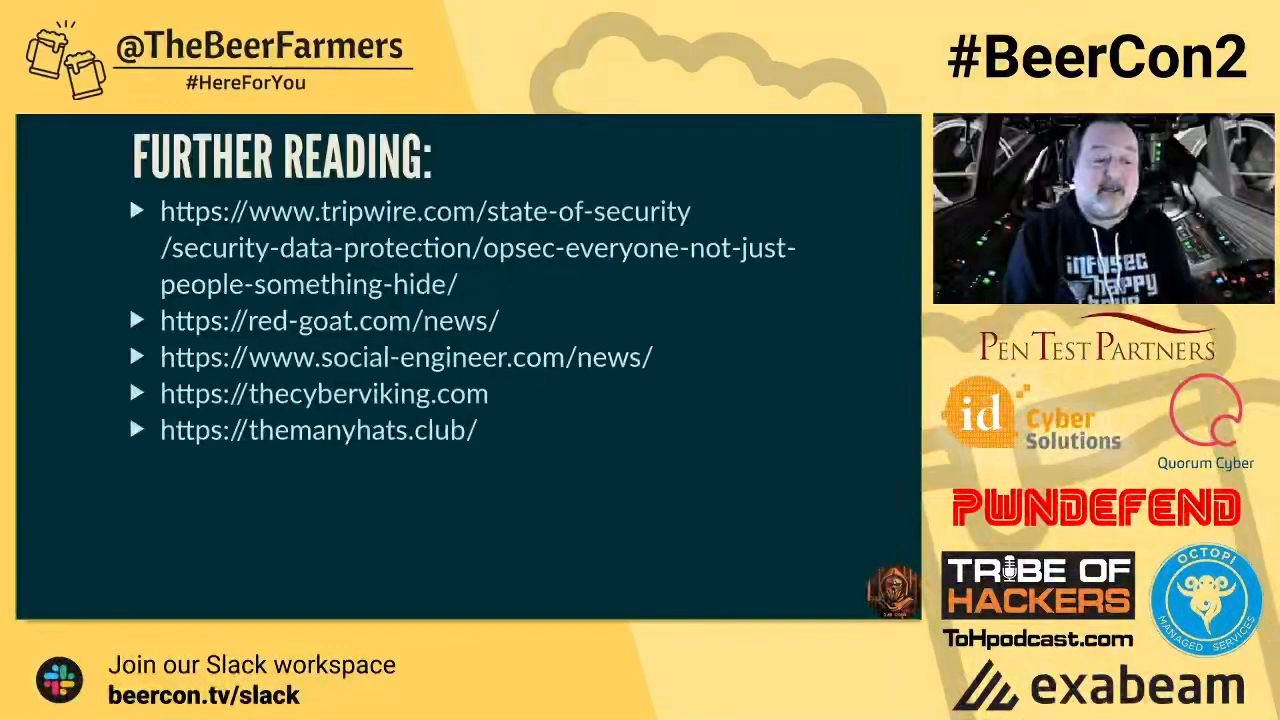 @TheBeerFarmers
#HereForYou
#BeerCon2
FURTHER READING:
https://www.tripwire.com/state-of-security
/security-data-protection/opsec-everyone-not-just-
people-something-hide/
https://red-goat.com/news/
https://www.social-engineer.com/news/
https://thecyberviking.com
https://themanyhats.club/
infosec
happy
hour
PEN TEST PARTNERS
id Cyber
Solutions
Quorum Cyber
PWNDEFEND
TRIBE OF
HACKERS
ToHpodcast.com
OCTOPI
MANAGED SERVICES
exabeam
Join our Slack workspace
beercon.tv/slack